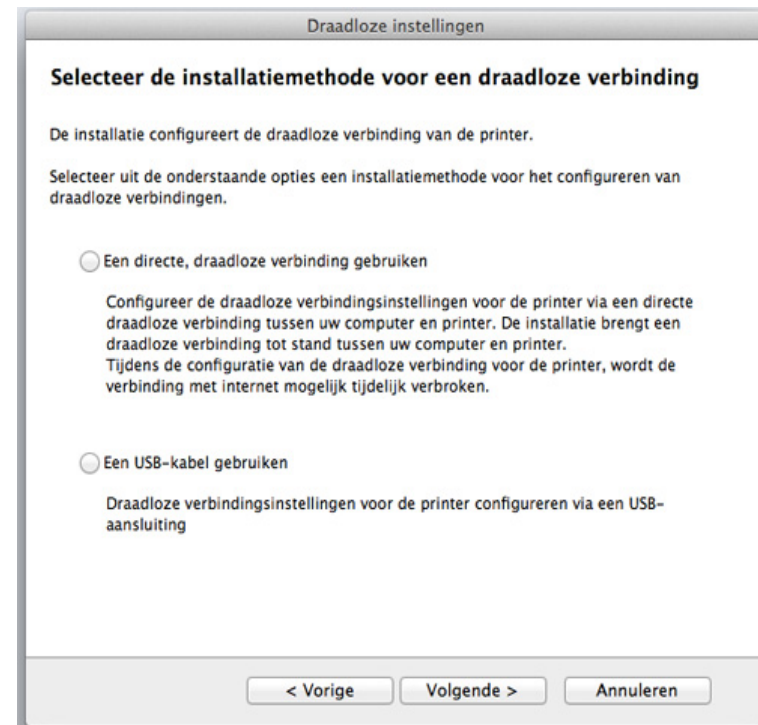 Draadloze instellingen
Selecteer de installatiemethode voor een draadloze verbinding
De installatie configureert de draadloze verbinding van de printer.
Selecteer uit de onderstaande opties een installatiemethode voor het configureren van
draadloze verbindingen.
Een directe, draadloze verbinding gebruiken
Configureer de draadloze verbindingsinstellingen voor de printer via een directe
draadloze verbinding tussen uw computer en printer. De installatie brengt een
draadloze verbinding tot stand tussen uw computer en printer.
Tijdens de configuratie van de draadloze verbinding voor de printer, wordt de
verbinding met internet mogelijk tijdelijk verbroken.
Een USB-kabel gebruiken
Draadloze verbindingsinstellingen voor de printer configureren via een USB-
aansluiting
< Vorige Volgende > Annuleren